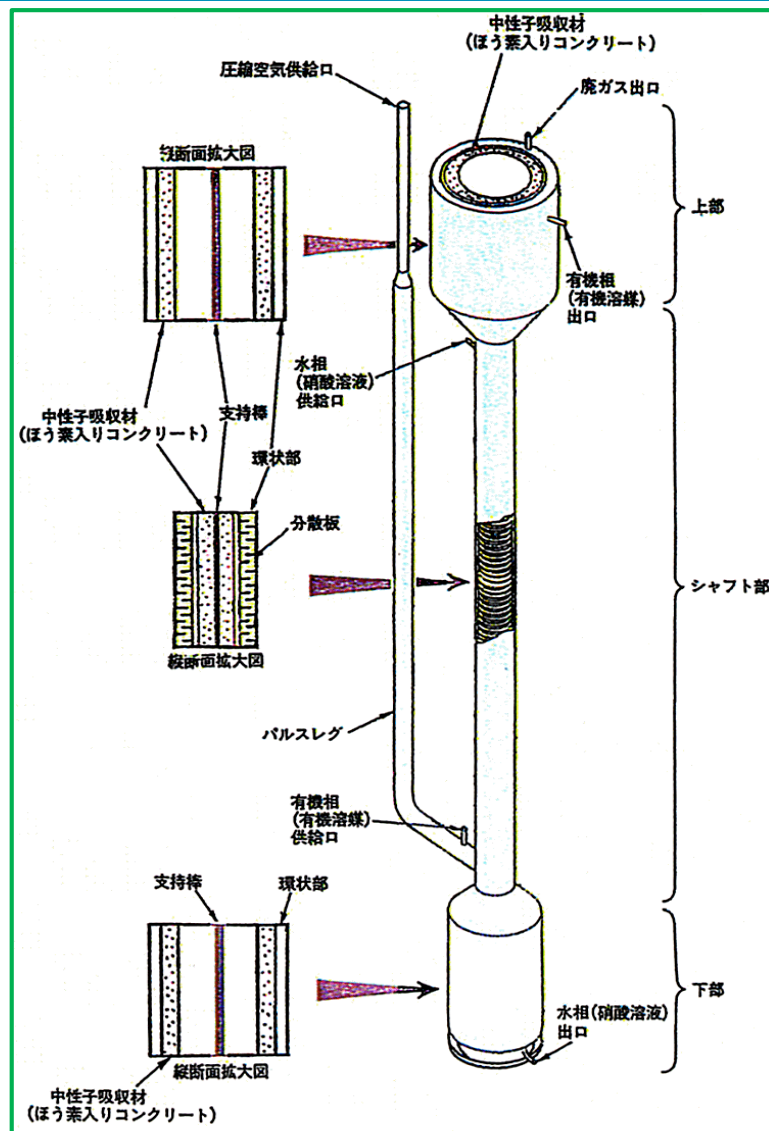 中性子吸収材
(ほう素入りコンクリート)
圧縮空気供給口
廃ガス出口
縦断面拡大図
上部
有機相
(有機溶媒)
出口
水相
(硝酸溶液)
供給口
中性子吸収材
(ほう素入りコンクリート)
支持棒
環状部
分散板
シャフト部
縦断面拡大図
パルスレグ
有機相
(有機溶媒)
供給口
支持棒
環状部
下部
水相(硝酸溶液)
出口
縦断面拡大図
中性子吸収材
(ほう素入りコンクリート)